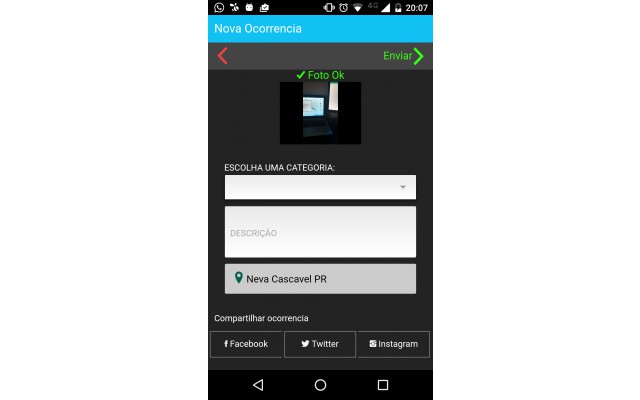 4G 20:07
Nova Ocorrencia
Enviar
Foto Ok
ESCOLHA UMA CATEGORIA:
DESCRIÇÃO
Neva Cascavel PR
Compartilhar ocorrencia
Facebook Twitter Instagram